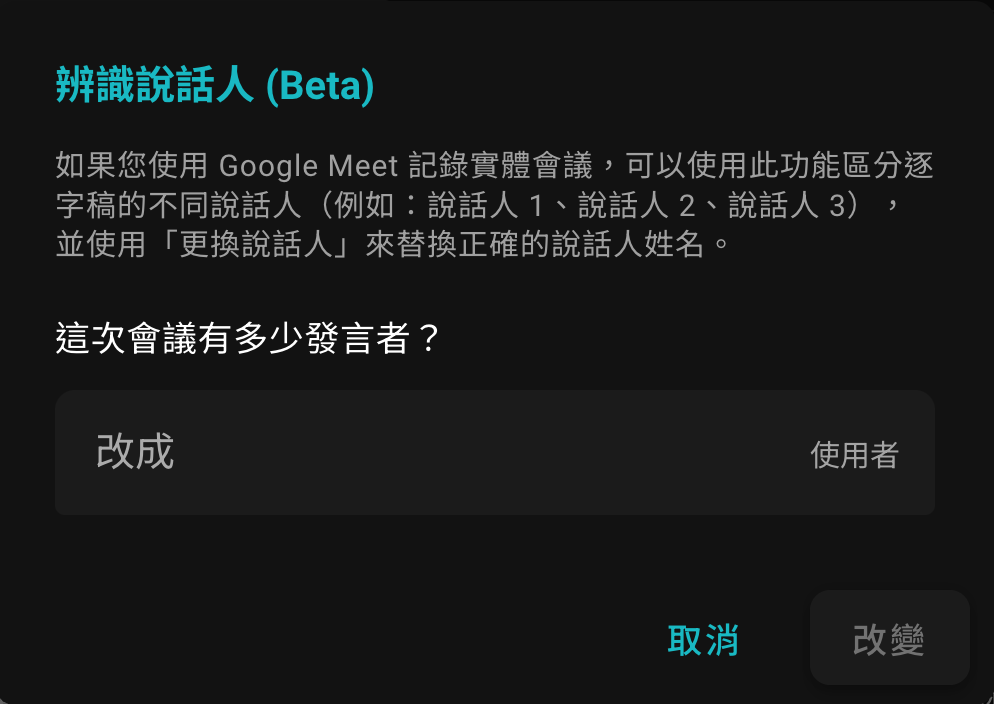 辨識說話人 (Beta)
如果您使用 Google Meet 記錄實體會議，可以使用此功能區分逐
字稿的不同說話人（例如：說話人 1、說話人 2、說話人 3），
並使用「更換說話人」來替換正確的說話人姓名。
這次會議有多少發言者？
改成
使用者
取消
改變